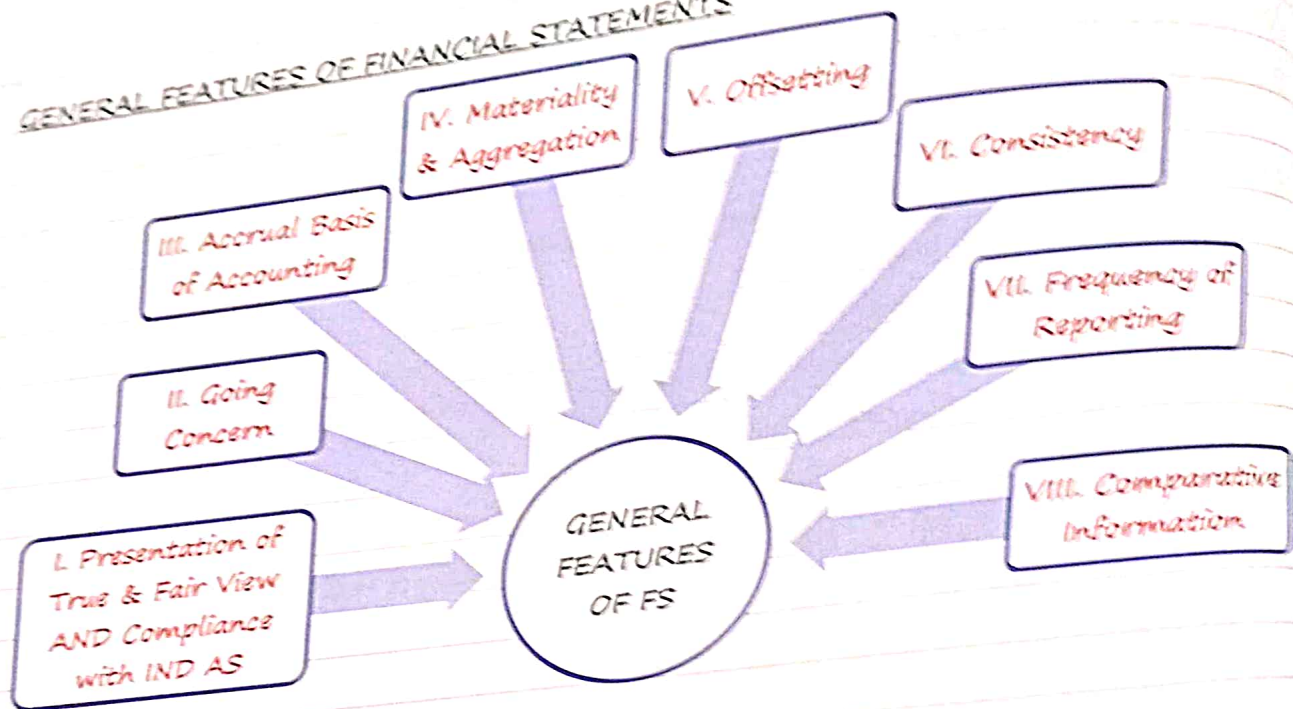 GENERAL FEATURES OF FINANCIAL STATEMENTS
I. Presentation of
True & Fair View
AND Compliance
with IND AS
II. Going
Concern
III. Accrual Basis
of Accounting
IV. Materiality
& Aggregation
V. Offsetting
VI. Consistency
VII. Frequency of
Reporting
VIII. Comparative
Information
GENERAL
FEATURES
OF FS